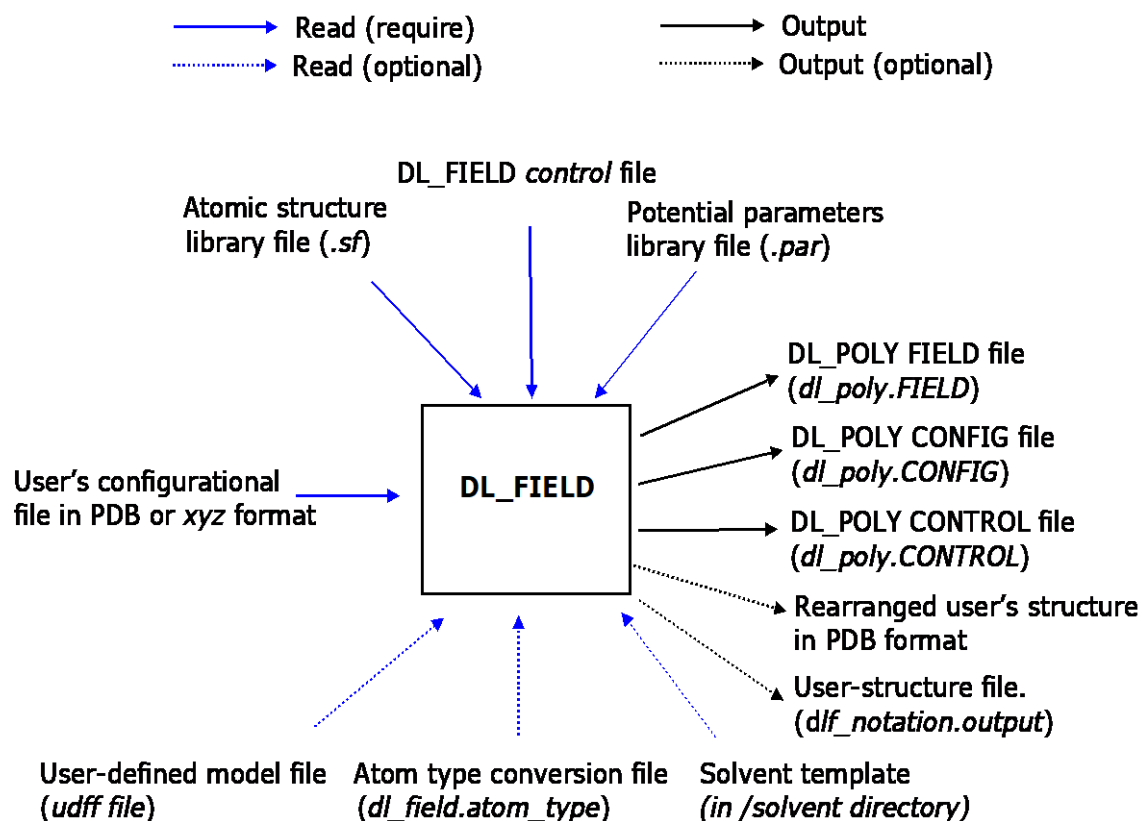 Read (require)
Output
Read (optional)
Output (optional)
DL_FIELD control file
Atomic structure
library file (.sf)
Potential parameters
library file (.par)
DL_POLY FIELD file
(dl_poly.FIELD)
DL_POLY CONFIG file
(dl_poly.CONFIG)
User’s configurational
file in PDB or xyz format
DL_FIELD
DL_POLY CONTROL file
(dl_poly.CONTROL)
Rearranged user’s structure
in PDB format
User-structure file.
(dlf_notation.output)
User-defined model file
(udff file)
Atom type conversion file
(dl_field.atom_type)
Solvent template
(in /solvent directory)